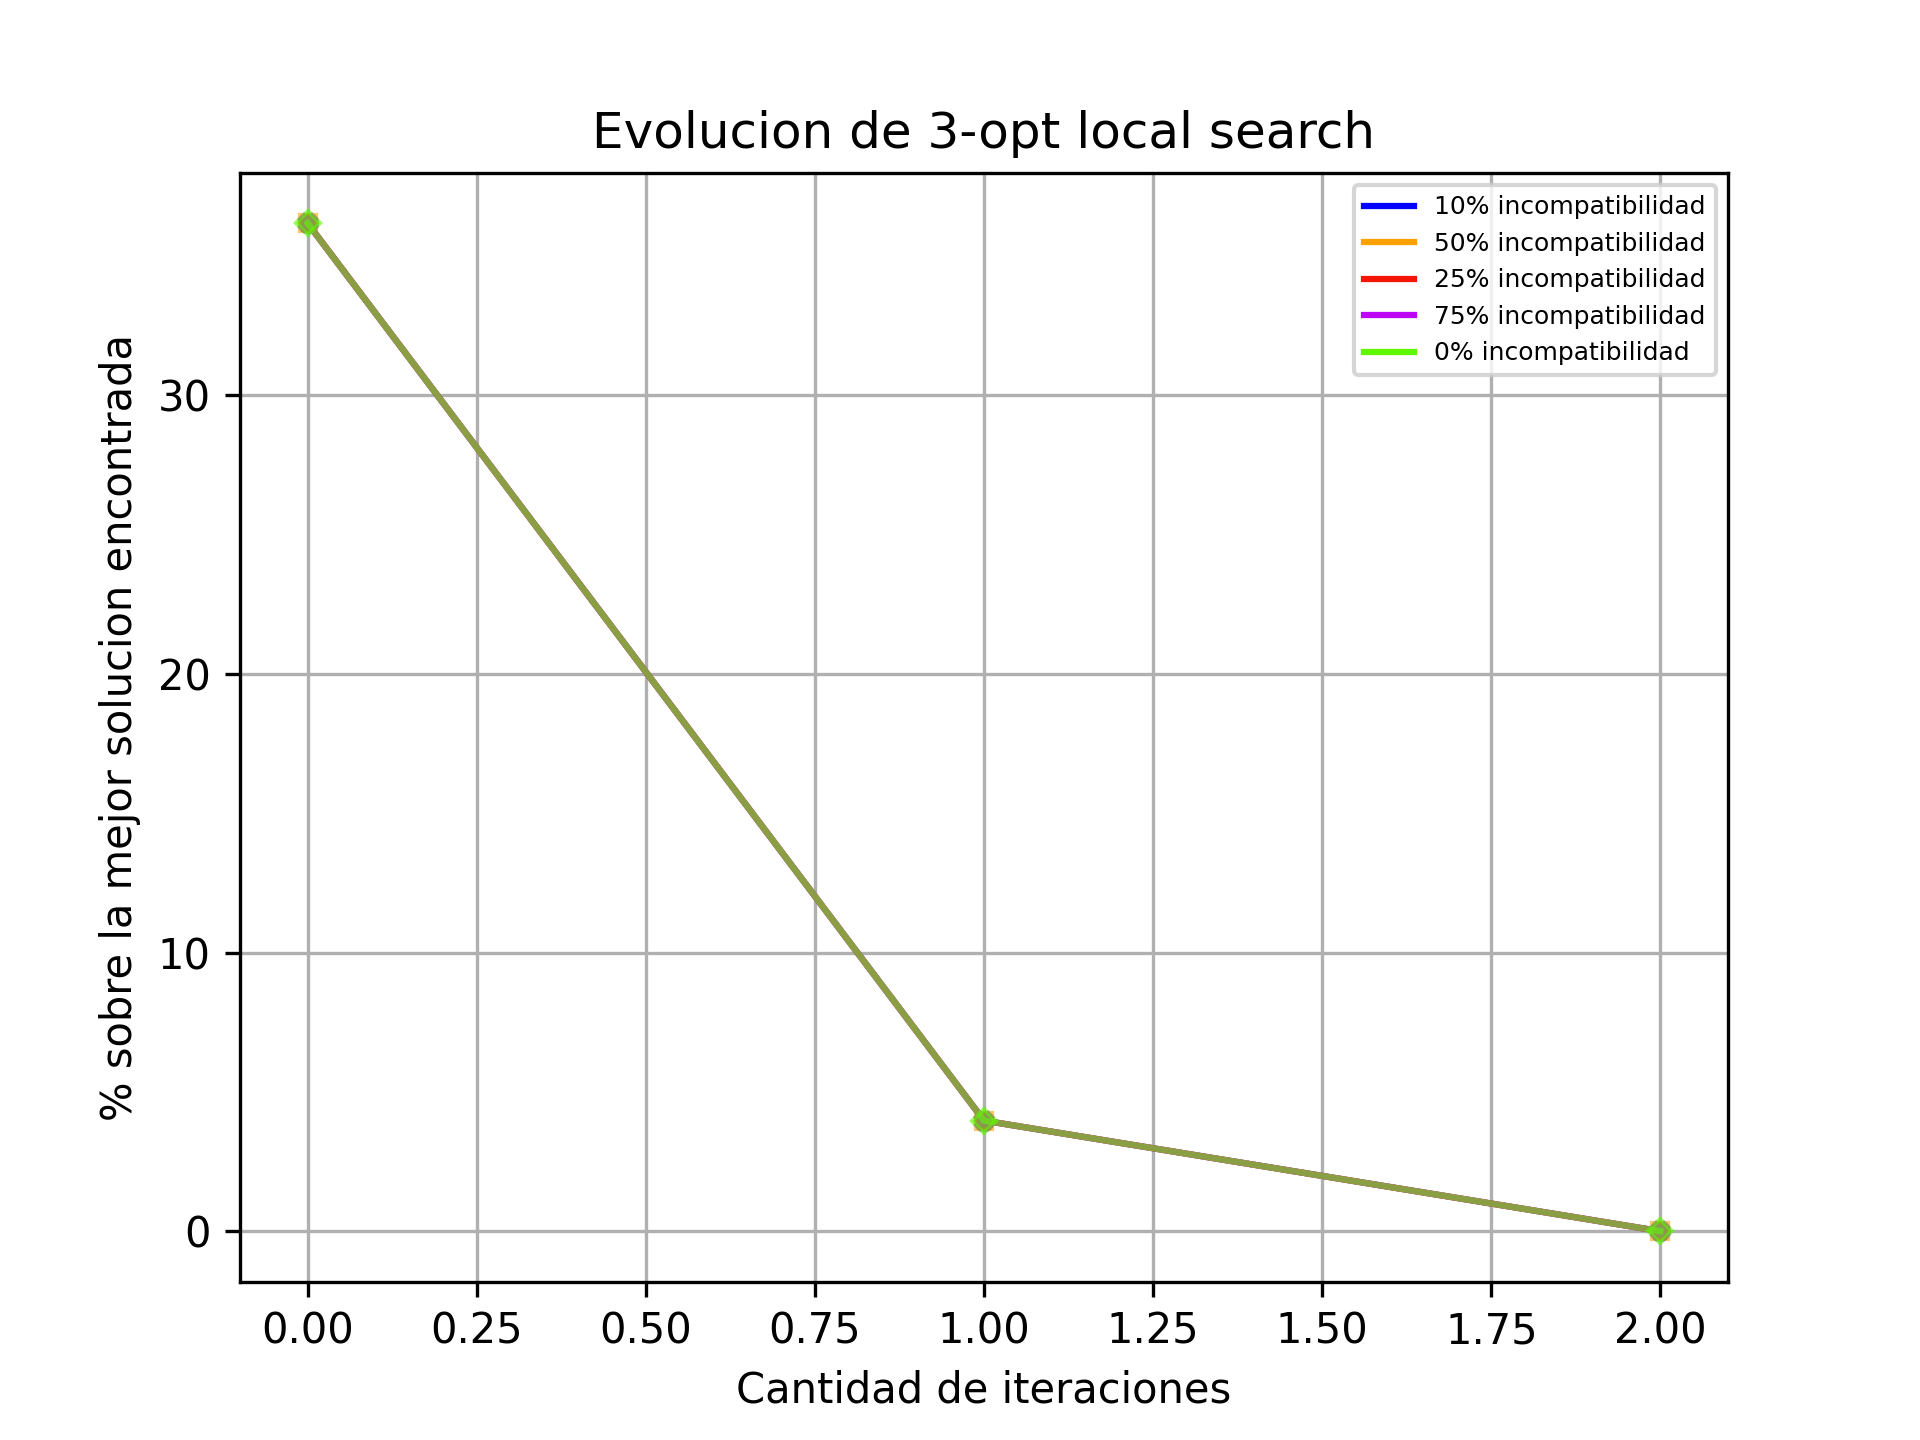 Evolucion de 3-opt local search
10% incompatibilidad
50% incompatibilidad
25% incompatibilidad
75% incompatibilidad
0% incompatibilidad
% sobre la mejor solucion encontrada
30
20
10
0
0.00 0.25 0.50 0.75 1.00 1.25 1.50 1.75 2.00
Cantidad de iteraciones